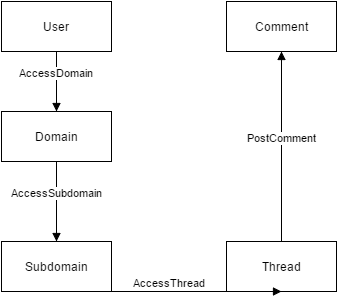 User
Comment
AccessDomain
Domain
PostComment
AccessSubdomain
Subdomain
AccessThread
Thread